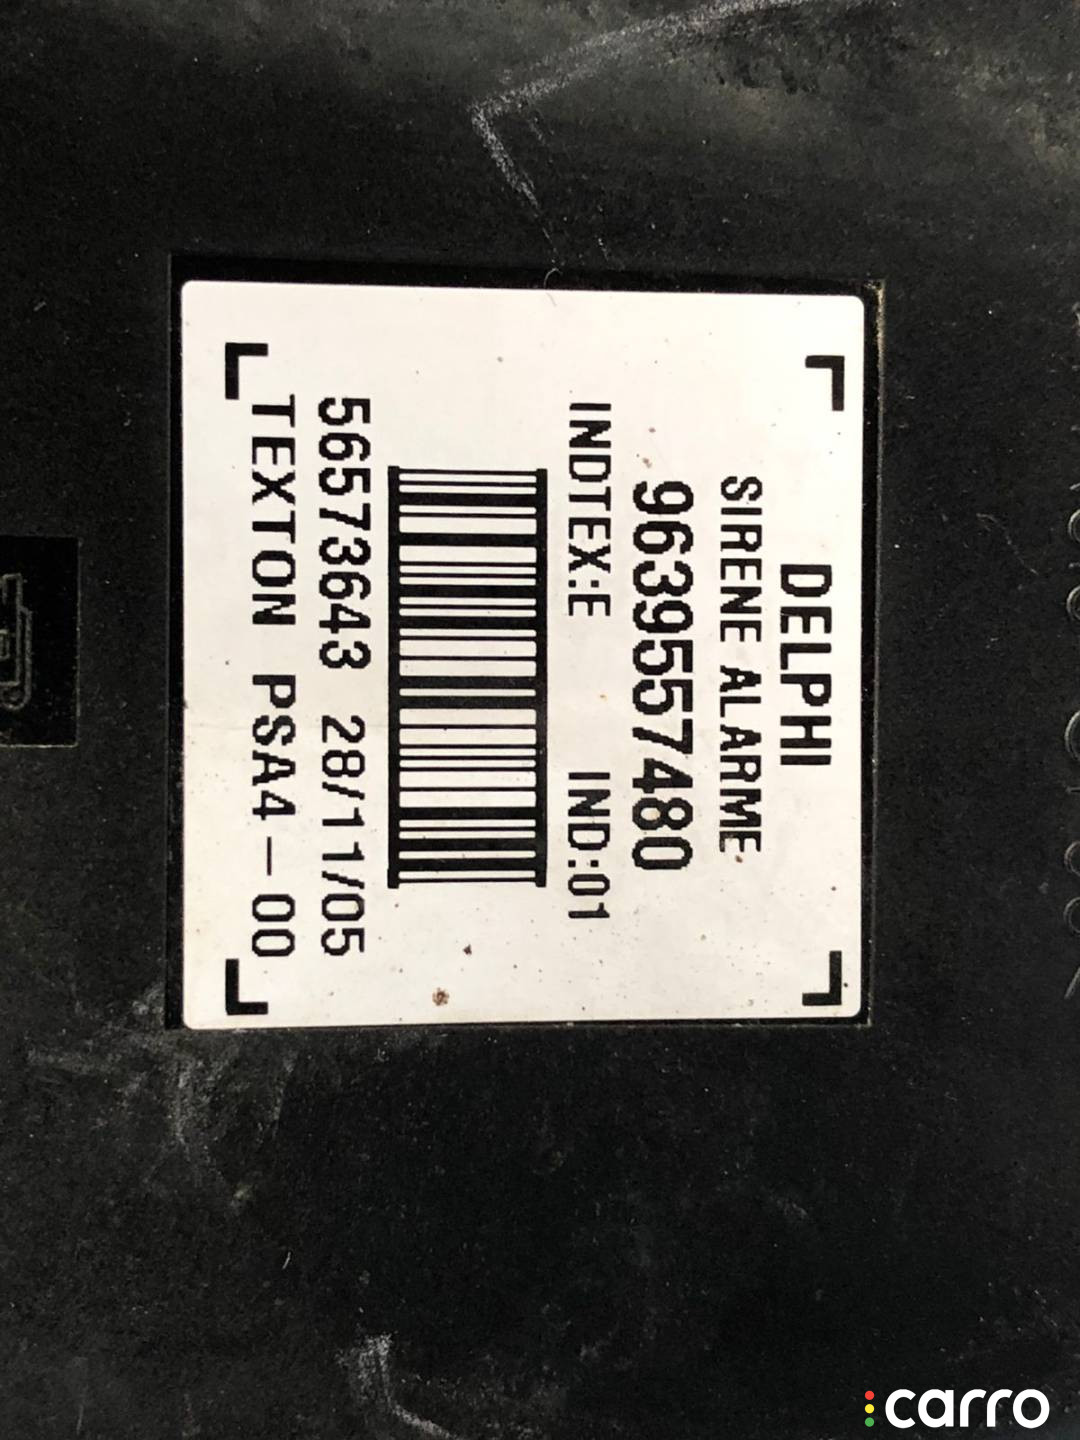 DELPHI
SIRENE ALARME
9639557480
INDTEX:E IND:01
56573643 28/11/05
TEXTON PSA4-00
carro